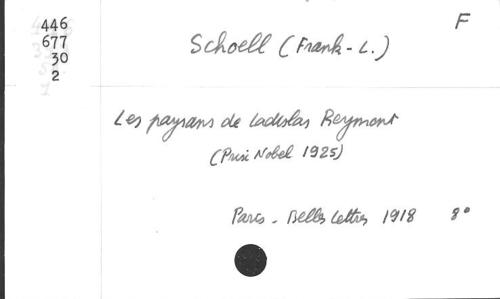 446
677
30
2
F
Schoell (Frank-L.)
Les paysans de Ladislas Reymont
(Prix Nobel 1925)
Paris - Belles Lettres 1918 8°